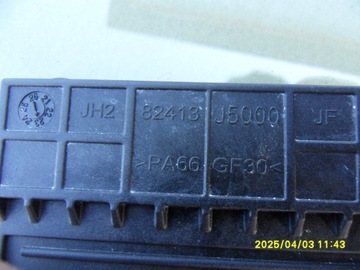 JH2 82413 J5000 JF
>PA66 GF30<
2025/04/03 11:43